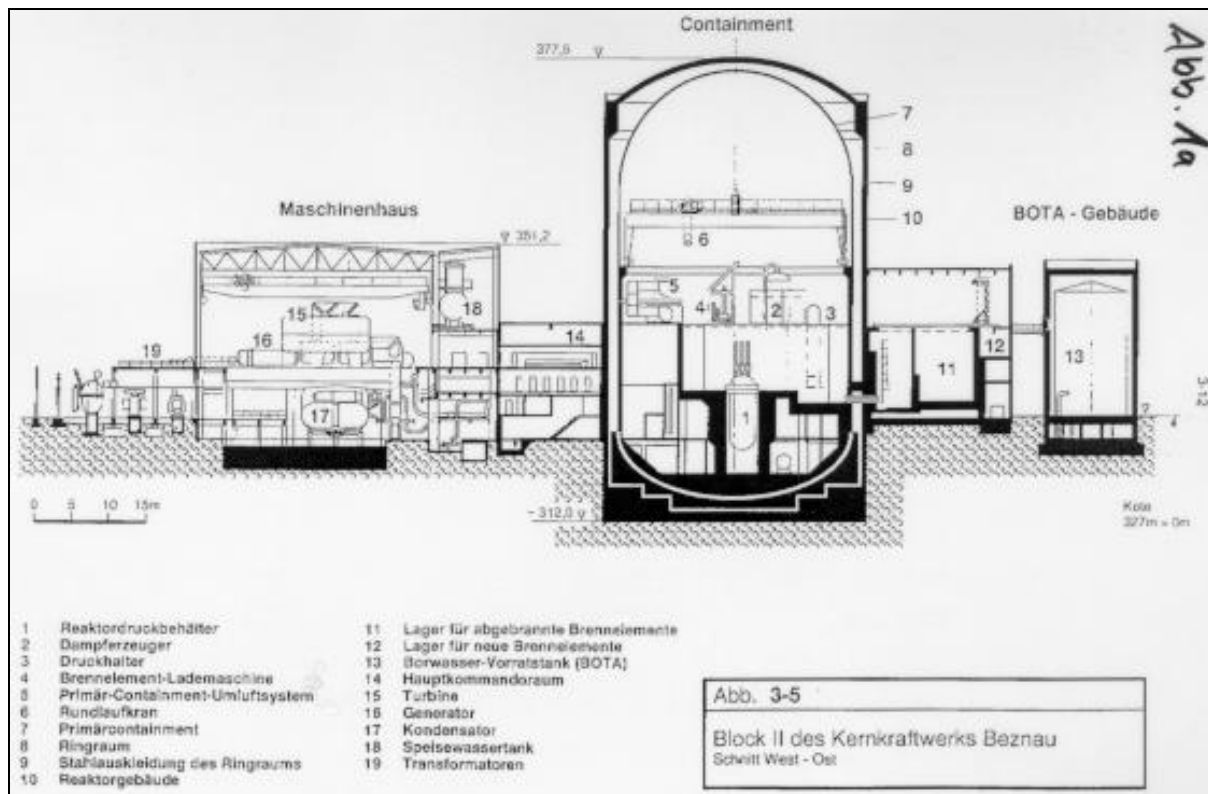 Containment
377,5
Abb. 1a
7
8
9
10
Maschinenhaus
351,2
BOTA - Gebäude
6
5
4
2
3
15
18
16
14
19
12
11
13
17
1
3-12
0 5 10 15m
- 312,0
Kote
327m = 0m
1 Reaktordruckbehälter
2 Dampferzeuger
3 Druckhalter
4 Brennelement-Lademaschine
5 Primär-Containment-Umluftsystem
6 Rundlaufkran
7 Primärcontainment
8 Ringraum
9 Stahlauskleidung des Ringraums
10 Reaktorgebäude
11 Lager für abgebrannte Brennelemente
12 Lager für neue Brennelemente
13 Borwasser-Vorratstank (BOTA)
14 Hauptkommandoraum
15 Turbine
16 Generator
17 Kondensator
18 Speisewassertank
19 Transformatoren
Abb. 3-5
Block II des Kernkraftwerks Beznau
Schnitt West - Ost